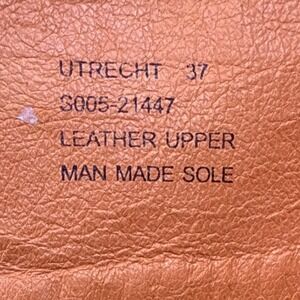 UTRECHT 37
S005-21447
LEATHER UPPER
MAN MADE SOLE